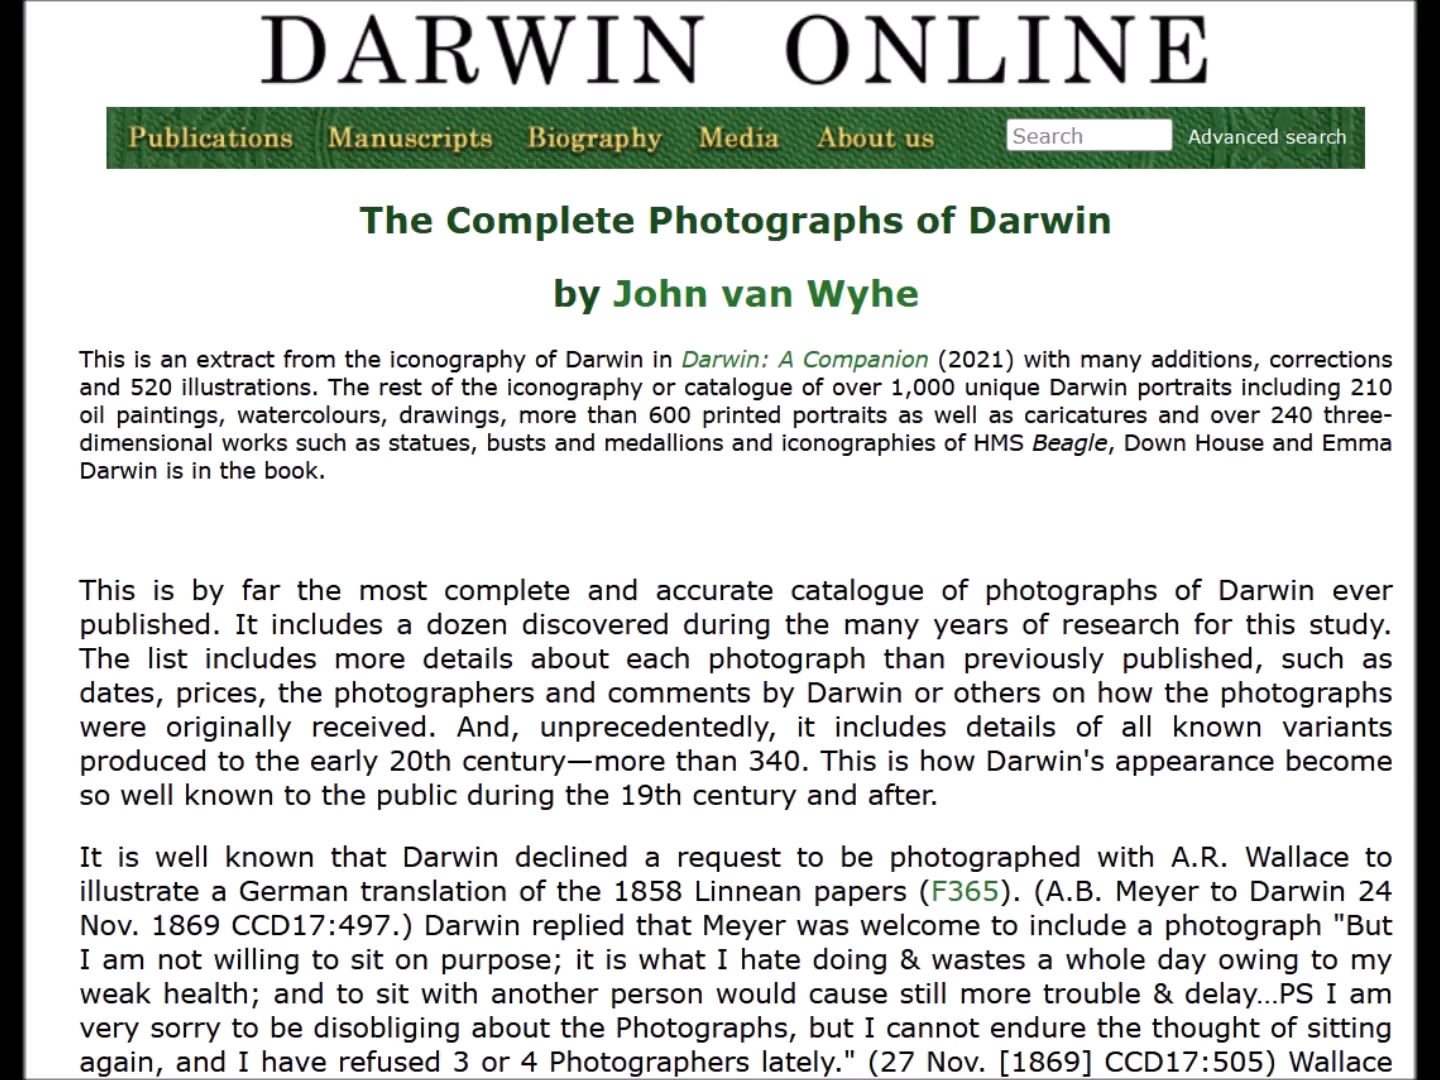 DARWIN ONLINE
Publications Manuscripts Biography Media About us Search Advanced search
The Complete Photographs of Darwin
by John van Wyhe
This is an extract from the iconography of Darwin in Darwin: A Companion (2021) with many additions, corrections
and 520 illustrations. The rest of the iconography or catalogue of over 1,000 unique Darwin portraits including 210
oil paintings, watercolours, drawings, more than 600 printed portraits as well as caricatures and over 240 three-
dimensional works such as statues, busts and medallions and iconographies of HMS Beagle, Down House and Emma
Darwin is in the book.
This is by far the most complete and accurate catalogue of photographs of Darwin ever
published. It includes a dozen discovered during the many years of research for this study.
The list includes more details about each photograph than previously published, such as
dates, prices, the photographers and comments by Darwin or others on how the photographs
were originally received. And, unprecedentedly, it includes details of all known variants
produced to the early 20th century—more than 340. This is how Darwin's appearance become
so well known to the public during the 19th century and after.
It is well known that Darwin declined a request to be photographed with A.R. Wallace to
illustrate a German translation of the 1858 Linnean papers (F365). (A.B. Meyer to Darwin 24
Nov. 1869 CCD17:497.) Darwin replied that Meyer was welcome to include a photograph "But
I am not willing to sit on purpose; it is what I hate doing & wastes a whole day owing to my
weak health; and to sit with another person would cause still more trouble & delay...PS I am
very sorry to be disobliging about the Photographs, but I cannot endure the thought of sitting
again, and I have refused 3 or 4 Photographers lately." (27 Nov. [1869] CCD17:505) Wallace